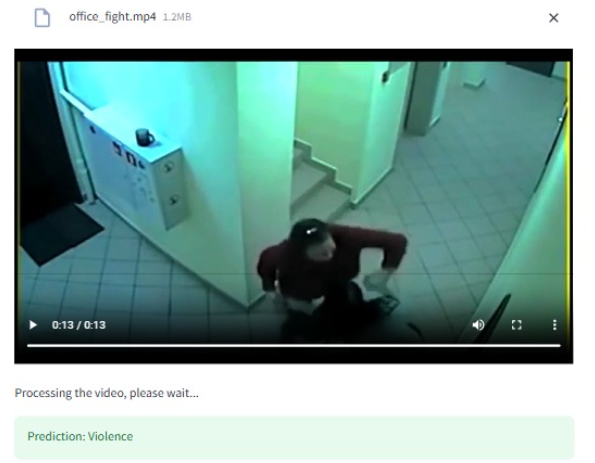 office_fight.mp4 1.2MB
0:13 / 0:13
Processing the video, please wait...
Prediction: Violence